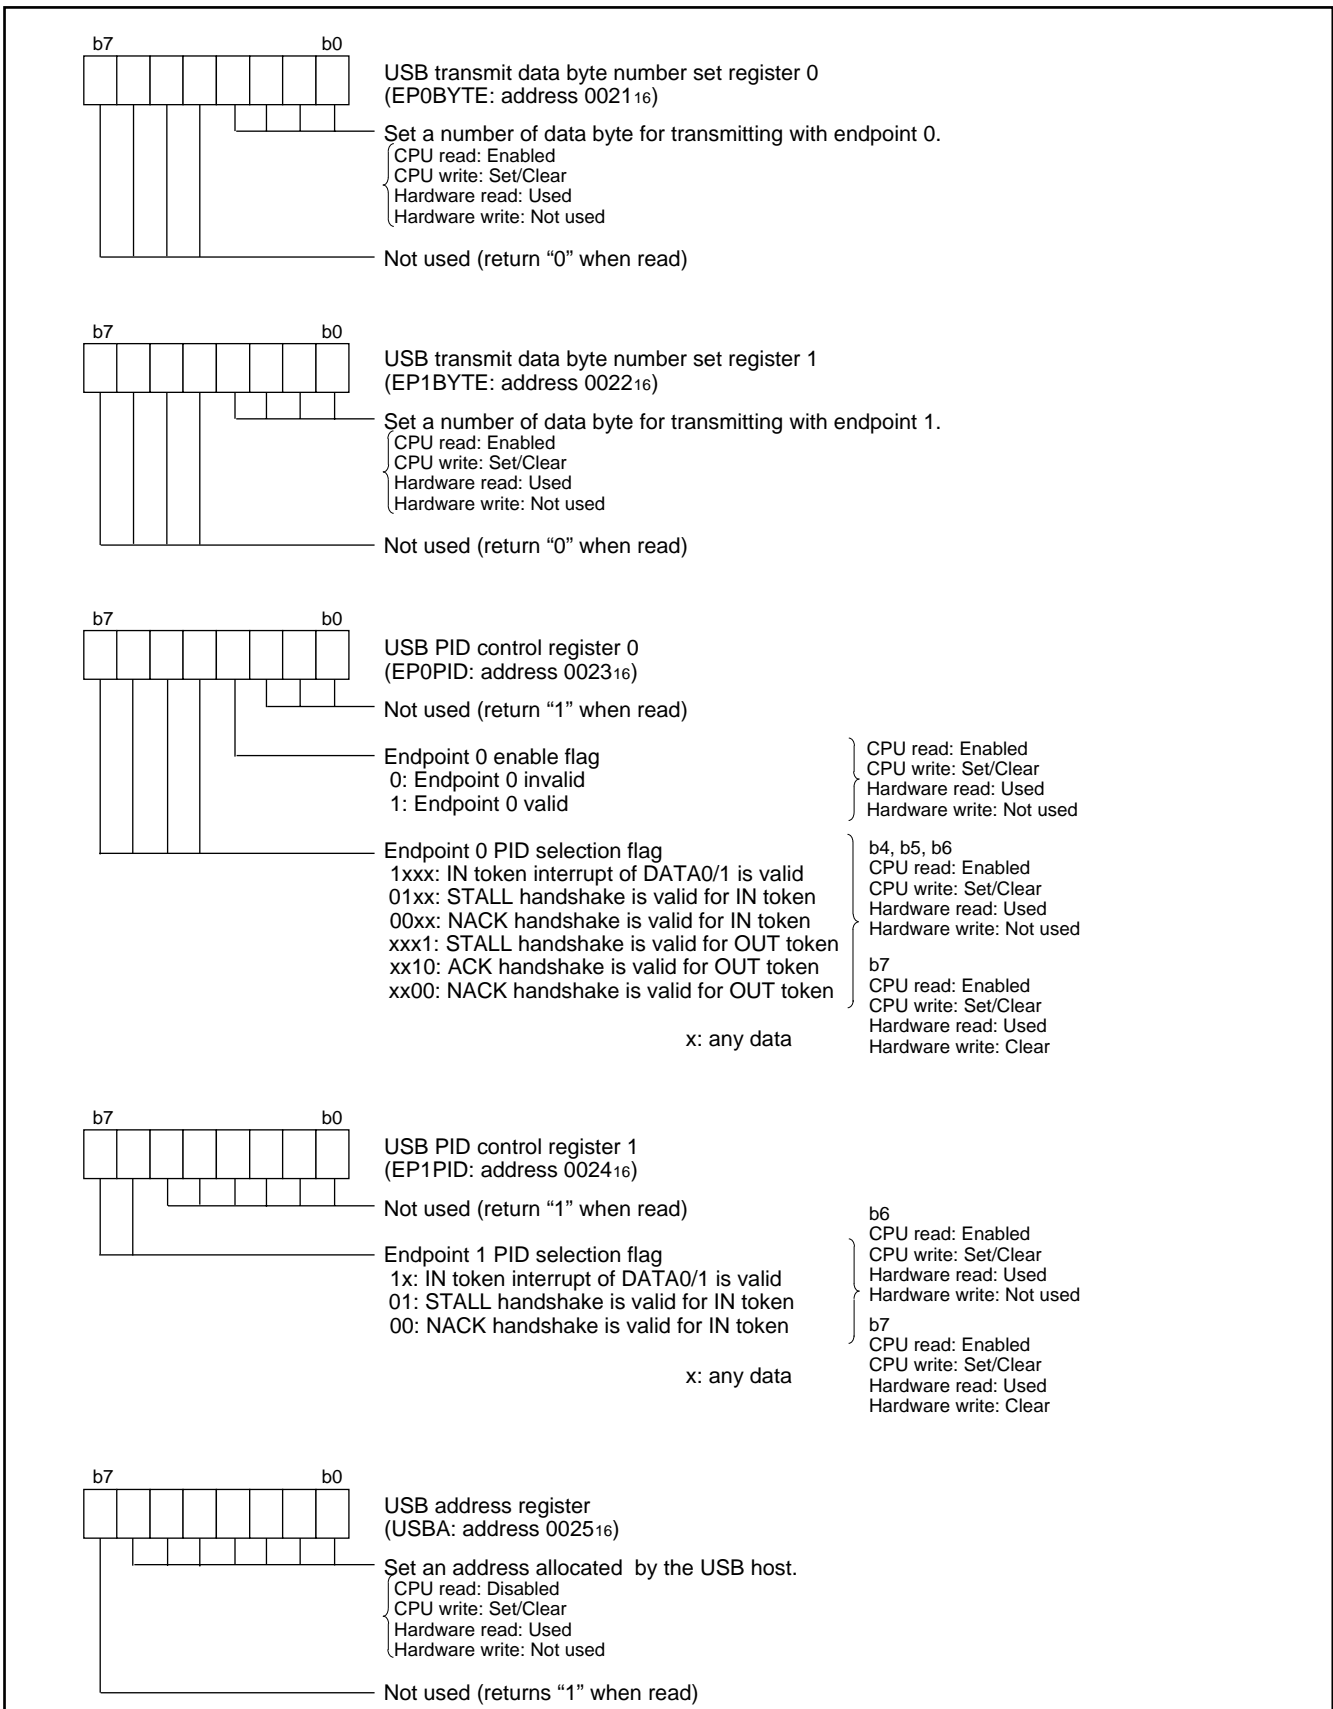 b7 b0
USB transmit data byte number set register 0
(EP0BYTE: address 002116)
Set a number of data byte for transmitting with endpoint 0.
CPU read: Enabled
CPU write: Set/Clear
Hardware read: Used
Hardware write: Not used
Not used (return “0” when read)
b7 b0
USB transmit data byte number set register 1
(EP1BYTE: address 002216)
Set a number of data byte for transmitting with endpoint 1.
CPU read: Enabled
CPU write: Set/Clear
Hardware read: Used
Hardware write: Not used
Not used (return “0” when read)
b7 b0
USB PID control register 0
(EP0PID: address 002316)
Not used (return “1” when read)
Endpoint 0 enable flag
0: Endpoint 0 invalid
1: Endpoint 0 valid
CPU read: Enabled
CPU write: Set/Clear
Hardware read: Used
Hardware write: Not used
Endpoint 0 PID selection flag
1xxx: IN token interrupt of DATA0/1 is valid
01xx: STALL handshake is valid for IN token
00xx: NACK handshake is valid for IN token
xxx1: STALL handshake is valid for OUT token
xx10: ACK handshake is valid for OUT token
xx00: NACK handshake is valid for OUT token
x: any data
b4, b5, b6
CPU read: Enabled
CPU write: Set/Clear
Hardware read: Used
Hardware write: Not used
b7
CPU read: Enabled
CPU write: Set/Clear
Hardware read: Used
Hardware write: Clear
b7 b0
USB PID control register 1
(EP1PID: address 002416)
Not used (return “1” when read)
Endpoint 1 PID selection flag
1x: IN token interrupt of DATA0/1 is valid
01: STALL handshake is valid for IN token
00: NACK handshake is valid for IN token
x: any data
b6
CPU read: Enabled
CPU write: Set/Clear
Hardware read: Used
Hardware write: Not used
b7
CPU read: Enabled
CPU write: Set/Clear
Hardware read: Used
Hardware write: Clear
b7 b0
USB address register
(USBA: address 002516)
Set an address allocated  by the USB host.
CPU read: Disabled
CPU write: Set/Clear
Hardware read: Used
Hardware write: Not used
Not used (returns “1” when read)